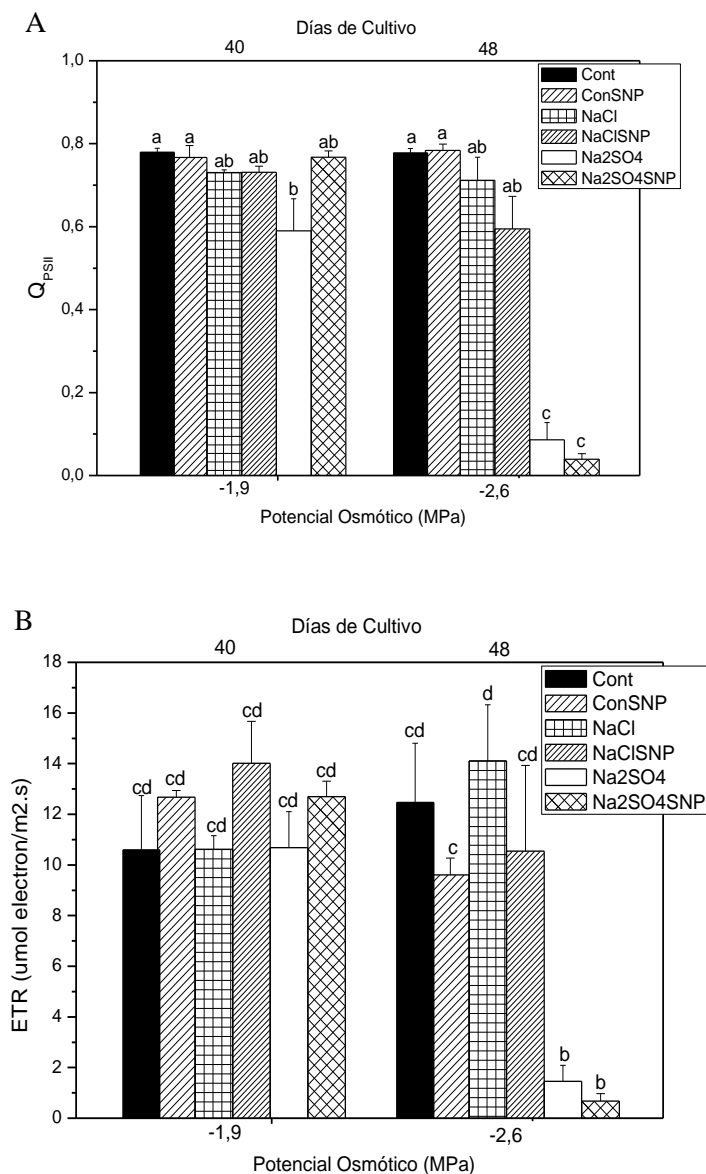 A
Días de Cultivo
40 48
1,0
0,8
0,6
0,4
0,2
0,0
QPSII
a a ab ab b ab
a a ab ab c c
Cont
ConSNP
NaCl
NaClSNP
Na2SO4
Na2SO4SNP
-1,9 -2,6
Potencial Osmótico (MPa)
B
Días de Cultivo
40 48
18
16
14
12
10
8
6
4
2
0
ETR (umol electron/m2.s)
cd cd cd cd cd cd
cd c d cd b b
Cont
ConSNP
NaCl
NaClSNP
Na2SO4
Na2SO4SNP
-1,9 -2,6
Potencial Osmótico (MPa)